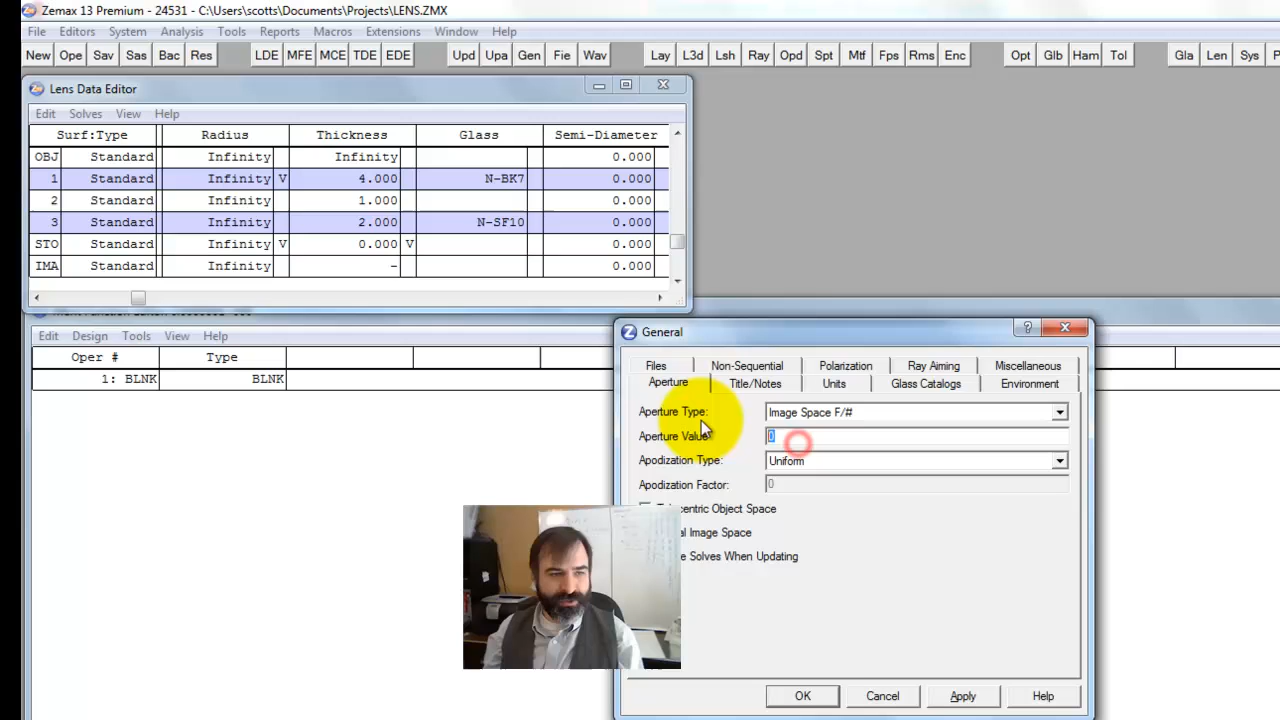 Zemax 13 Premium - 24531 - C:\Users\scotts\Documents\Projects\LENS.ZMX
File Editors System Analysis Tools Reports Macros Extensions Window Help
New Ope Sav Sas Bac Res LDE MFE MCE TDE EDE Upd Upa Gen Fie Wav Lay L3d Lsh Ray Opd Spt Mtf Fps Rms Enc Opt Glb Ham Tol Gla Len Sys
Lens Data Editor
Edit Solves View Help
Surf:Type Radius Thickness Glass Semi-Diameter
OBJ Standard Infinity Infinity 0.000
1 Standard Infinity V 4.000 N-BK7 0.000
2 Standard Infinity 1.000 0.000
3 Standard Infinity 2.000 N-SF10 0.000
STO Standard Infinity V 0.000 V 0.000
IMA Standard Infinity - 0.000
Edit Design Tools View Help
Oper # Type
1: BLNK BLNK
General
Files Non-Sequential Polarization Ray Aiming Miscellaneous
Aperture Title/Notes Units Glass Catalogs Environment
Aperture Type: Image Space F/#
Aperture Value: 0
Apodization Type: Uniform
Apodization Factor: 0
Object Space
Image Space
Solves When Updating
OK Cancel Apply Help